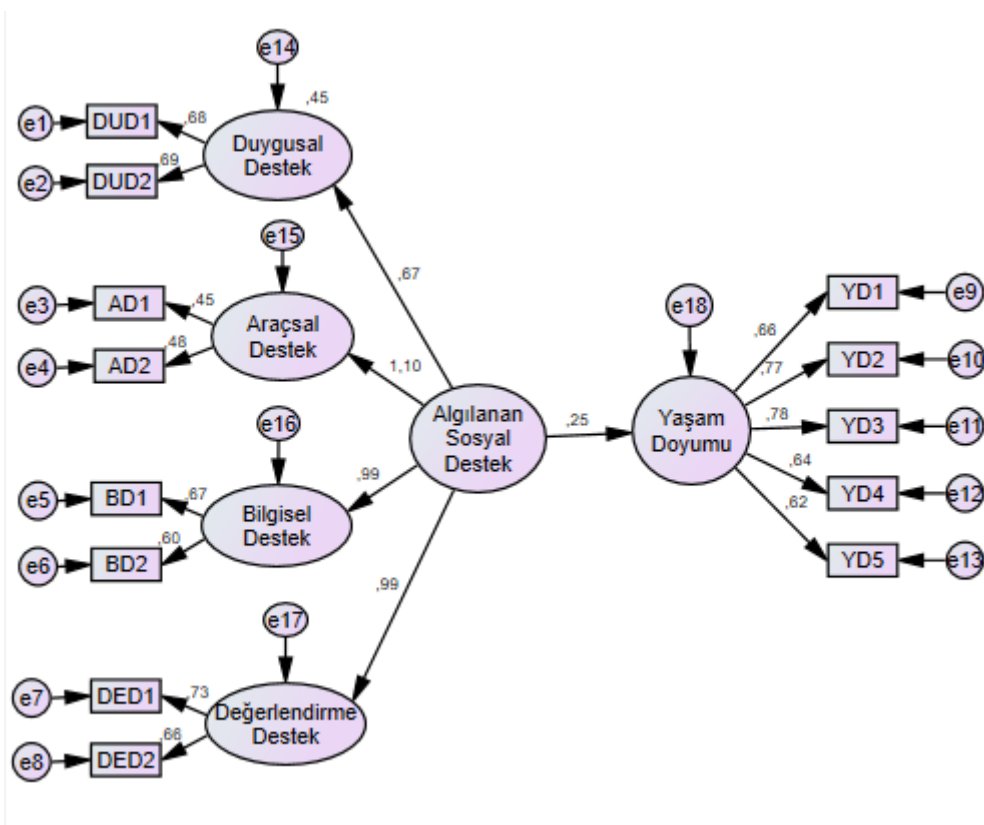 e14
,45
e1
DUD1
,68
Duygusal
Destek
e2
DUD2
,69
e15
,67
e3
AD1
,45
Araçsal
Destek
e4
AD2
,48
1,10
e16
Algılanan
Sosyal
Destek
,25
e5
BD1
,67
Bilgisel
Destek
,99
e6
BD2
,60
,99
e17
e7
DED1
,73
Değerlendirme
Destek
e8
DED2
,66
e18
Yaşam
Doyumu
,66
YD1
e9
,77
YD2
e10
,78
YD3
e11
,64
YD4
e12
,62
YD5
e13